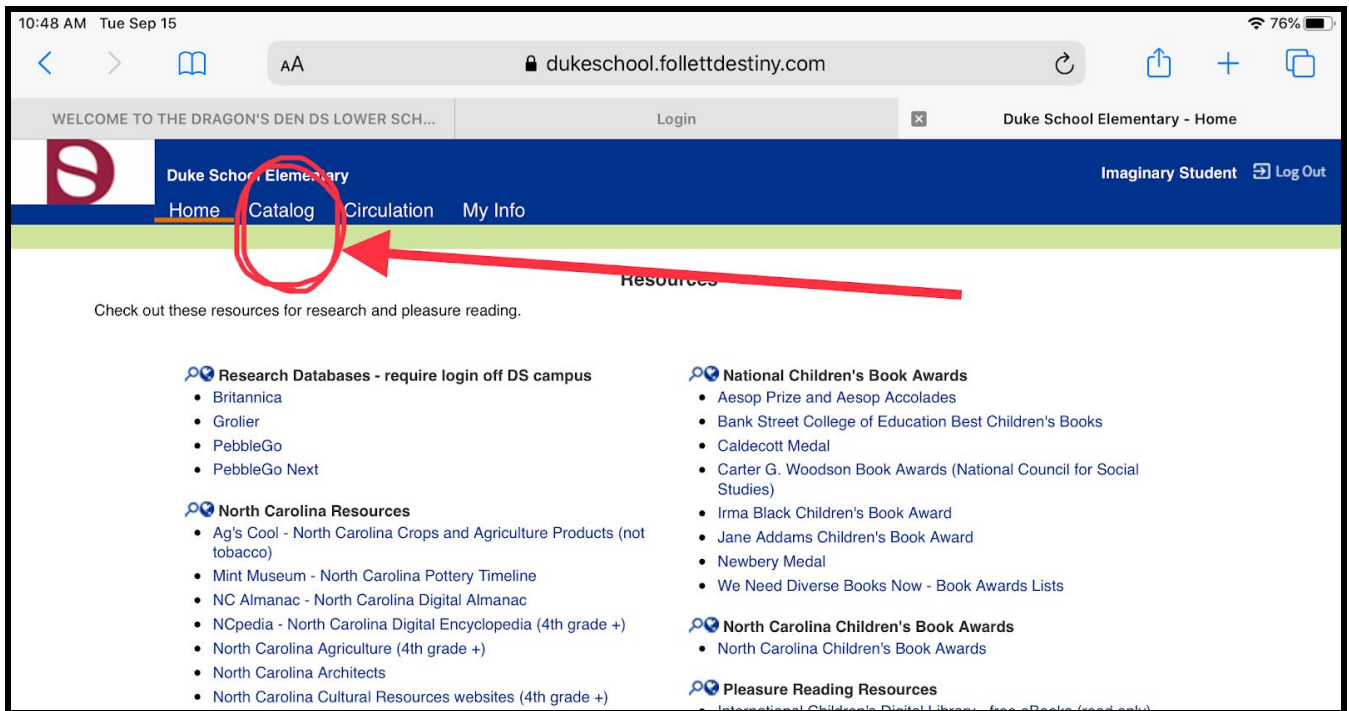 10:48 AM Tue Sep 15
76%
AA
dukeschool.follettdestiny.com
WELCOME TO THE DRAGON'S DEN DS LOWER SCH...
Login
Duke School Elementary - Home
Duke School Elementary
Imaginary Student
Log Out
Home
Catalog
Circulation
My Info
Resources
Check out these resources for research and pleasure reading.
Research Databases - require login off DS campus
• Britannica
• Grolier
• PebbleGo
• PebbleGo Next
North Carolina Resources
• Ag's Cool - North Carolina Crops and Agriculture Products (not
tobacco)
• Mint Museum - North Carolina Pottery Timeline
• NC Almanac - North Carolina Digital Almanac
• NCpedia - North Carolina Digital Encyclopedia (4th grade +)
• North Carolina Agriculture (4th grade +)
• North Carolina Architects
• North Carolina Cultural Resources websites (4th grade +)
National Children's Book Awards
• Aesop Prize and Aesop Accolades
• Bank Street College of Education Best Children's Books
• Caldecott Medal
• Carter G. Woodson Book Awards (National Council for Social
Studies)
• Irma Black Children's Book Award
• Jane Addams Children's Book Award
• Newbery Medal
• We Need Diverse Books Now - Book Awards Lists
North Carolina Children's Book Awards
• North Carolina Children's Book Awards
Pleasure Reading Resources
• International Children's Digital Library - free eBooks (read only)